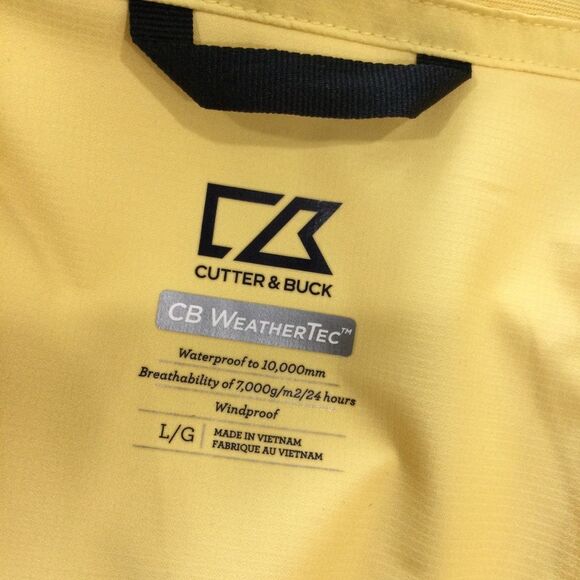 CUTTER & BUCK
CB WEATHERTEC™
Waterproof to 10,000mm
Breathability of 7,000g/m2/24 hours
Windproof
L/G
MADE IN VIETNAM
FABRIQUE AU VIETNAM